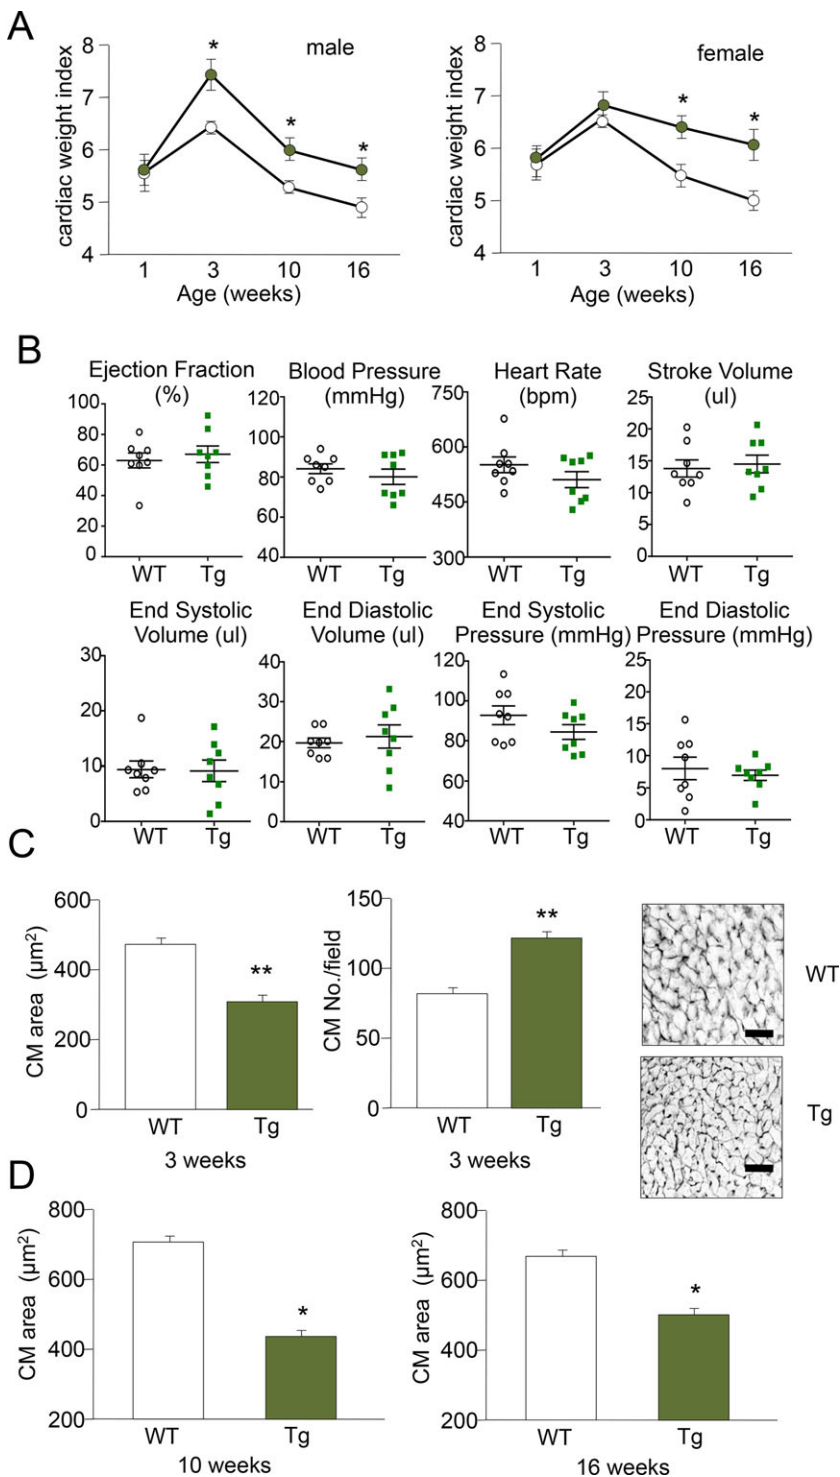 A
male
female
cardiac weight index
8
7
6
5
4
*
*
*
1 3 10 16
Age (weeks)
cardiac weight index
8
7
6
5
4
*
*
1 3 10 16
Age (weeks)
B
Ejection Fraction
(%)
100
80
60
40
20
0
WT Tg
Blood Pressure
(mmHg)
120
100
80
60
40
WT Tg
Heart Rate
(bpm)
750
600
450
300
WT Tg
Stroke Volume
(ul)
25
20
15
10
5
0
WT Tg
End Systolic
Volume (ul)
30
20
10
0
WT Tg
End Diastolic
Volume (ul)
40
30
20
10
0
WT Tg
End Systolic
Pressure (mmHg)
120
100
80
60
40
WT Tg
End Diastolic
Pressure (mmHg)
25
20
15
10
5
0
WT Tg
C
CM area (µm²)
600
400
200
0
**
WT Tg
3 weeks
CM No./field
150
100
50
0
**
WT Tg
3 weeks
WT
Tg
D
CM area (µm²)
800
600
400
200
*
WT Tg
10 weeks
CM area (µm²)
800
600
400
200
*
WT Tg
16 weeks